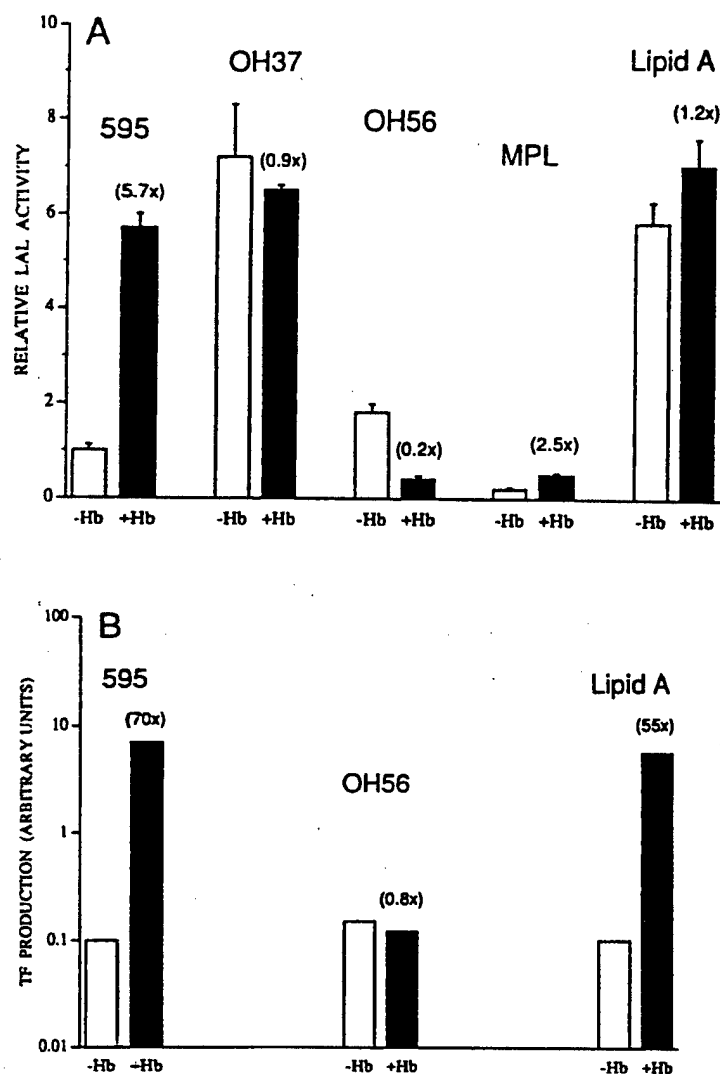 A
10
8
6
4
2
0
RELATIVE LAL ACTIVITY
595
OH37
OH56
MPL
Lipid A
(5.7x)
(0.9x)
(0.2x)
(2.5x)
(1.2x)
-Hb +Hb -Hb +Hb -Hb +Hb -Hb +Hb -Hb +Hb
B
100
10
1
0.1
0.01
TF PRODUCTION (ARBITRARY UNITS)
595
OH56
Lipid A
(70x)
(0.8x)
(55x)
-Hb +Hb -Hb +Hb -Hb +Hb